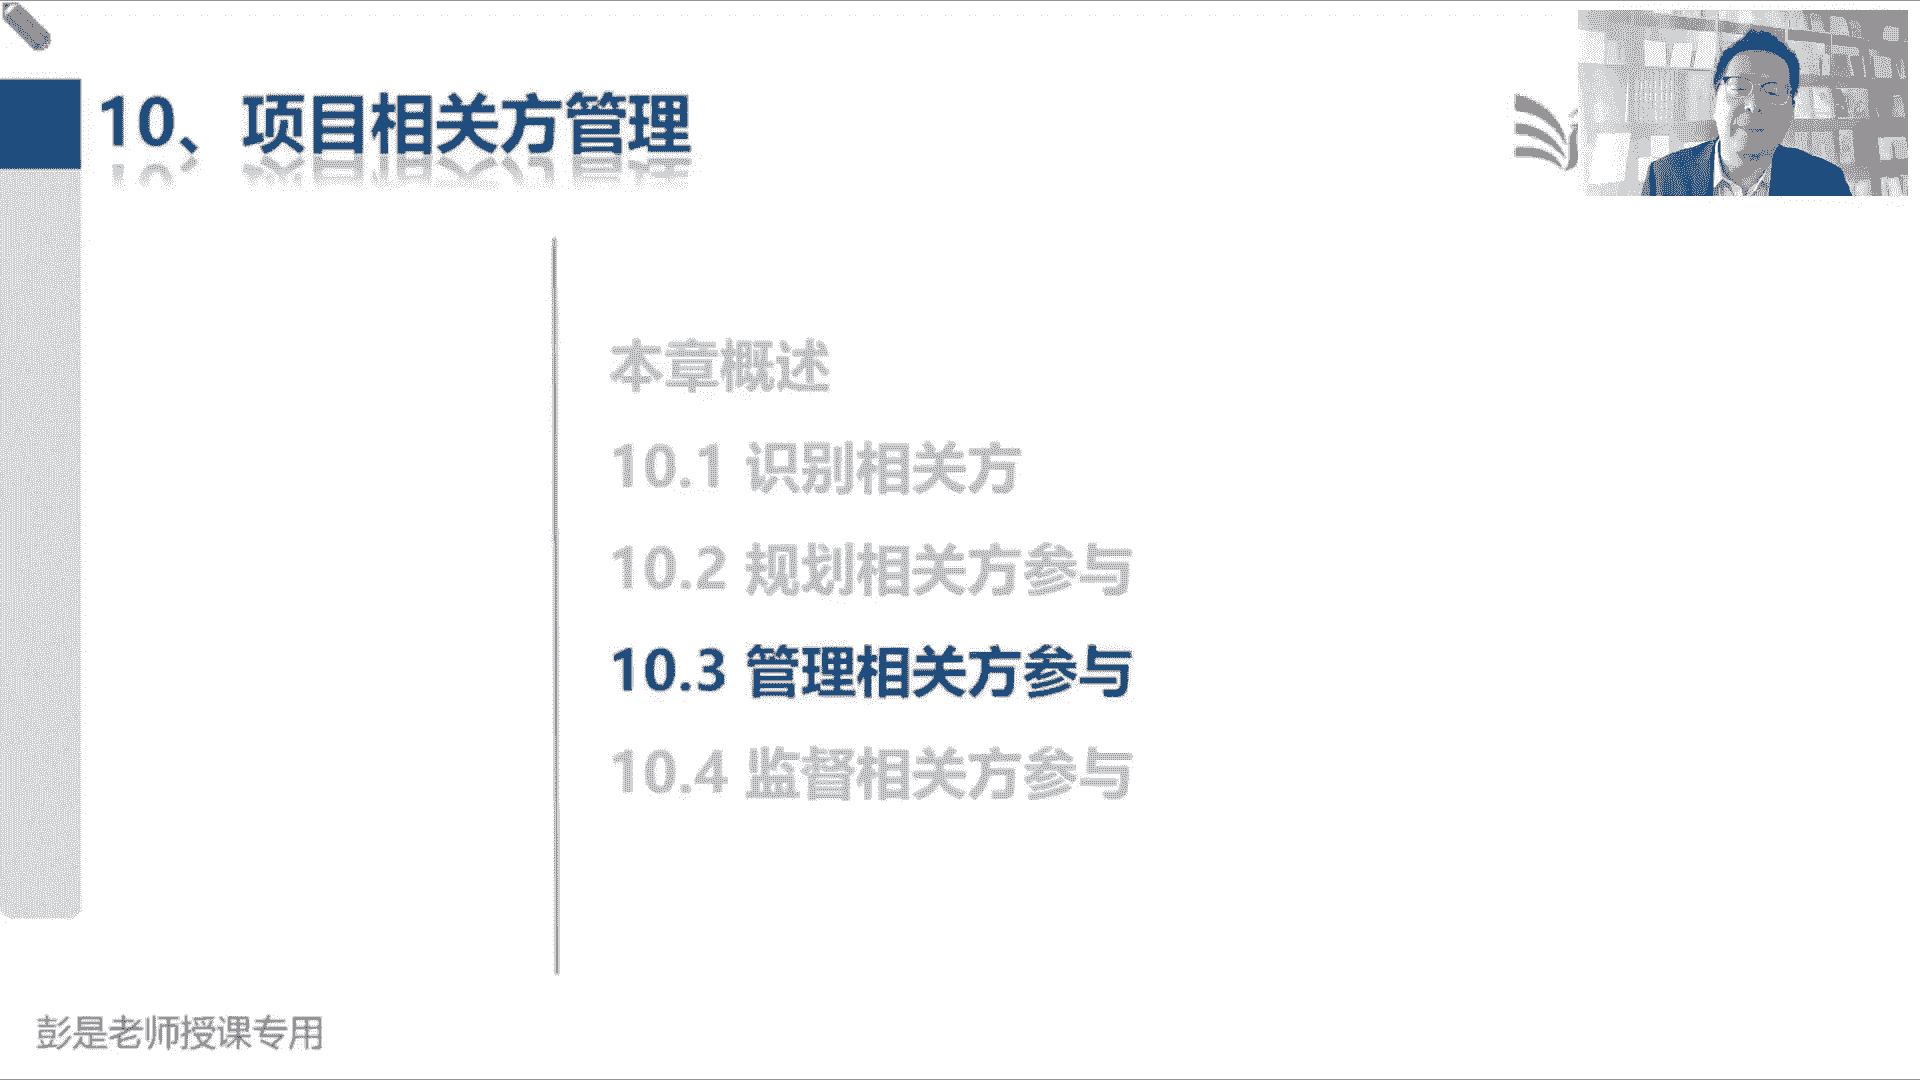 10、项目相关方管理
本章概述
10.1 识别相关方
10.2 规划相关方参与
10.3 管理相关方参与
10.4 监督相关方参与
彭是老师授课专用